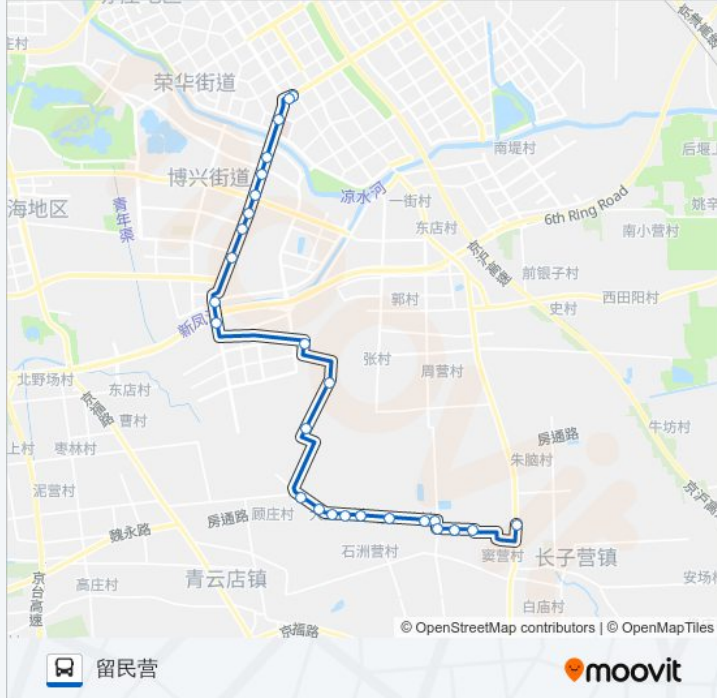 庄村
荣华街道
京津高速
南堤村
后堰上
博兴街道
凉水河
一街村
海地区
青年渠
东店村
6th Ring Road
姚辛
南小营村
京沪高速
前银子村
西田阳村
郭村
史村
新凤
张村
周营村
北野场村
东店村
京福路
曹村
牛坊村
房通路
上村
枣林村
朱脑村
泥营村
京沪高
房通路
顾庄村
魏永路
石洲营村
窦营村
长子营镇
青云店镇
安场
高庄村
京台高速
白庙村
京福路
© OpenStreetMap contributors | © OpenMapTiles
留民营
moovit